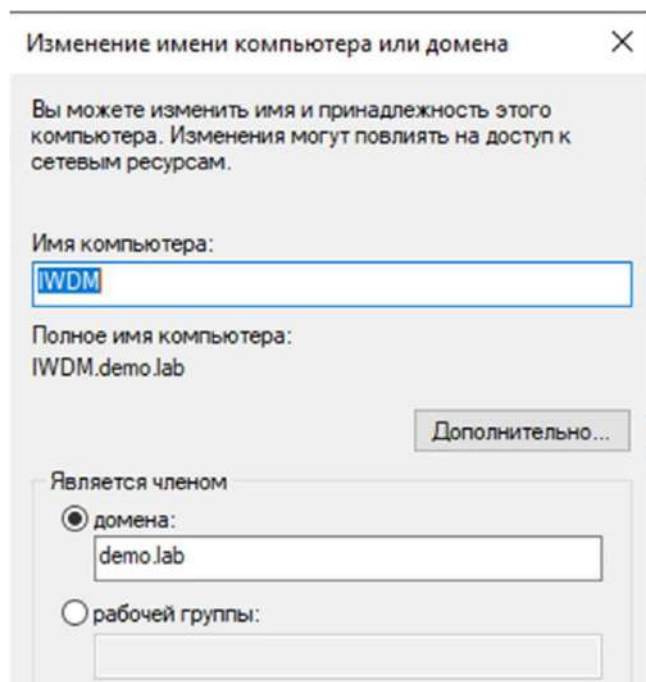 Изменение имени компьютера или домена
Вы можете изменить имя и принадлежность этого
компьютера. Изменения могут повлиять на доступ к
сетевым ресурсам.
Имя компьютера:
IWDM
Полное имя компьютера:
IWDM.demo.lab
Дополнительно...
Является членом
домена:
demo.lab
рабочей группы: